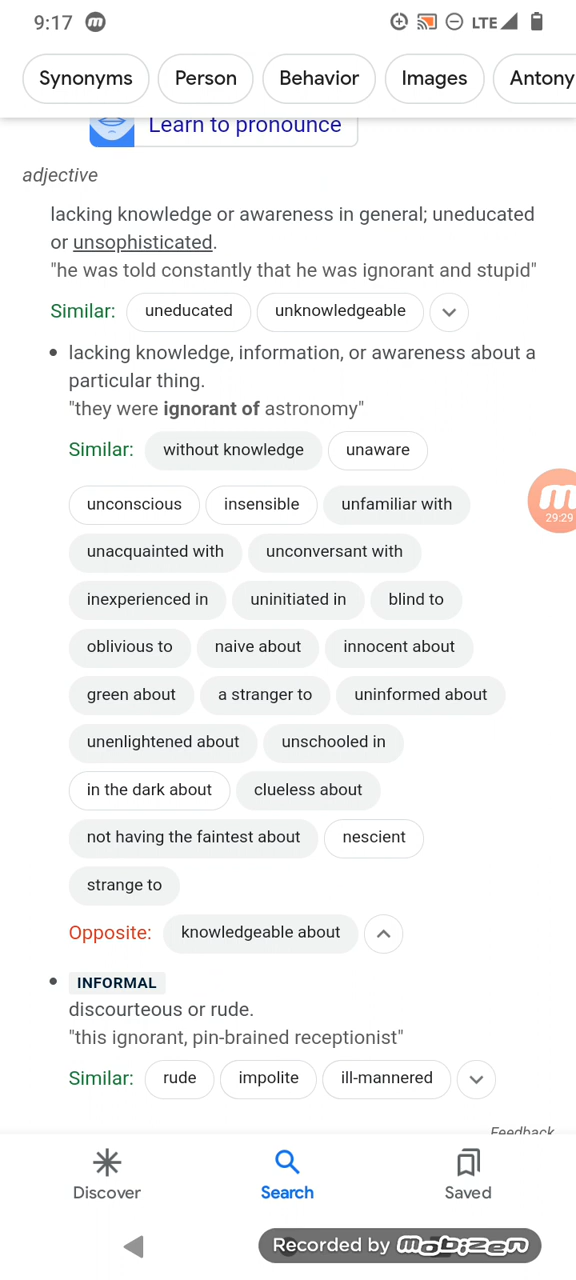 9:17 m LTE
Synonyms Person Behavior Images Antony
Learn to pronounce
adjective
lacking knowledge or awareness in general; uneducated
or unsophisticated.
"he was told constantly that he was ignorant and stupid"
Similar: uneducated unknowledgeable
• lacking knowledge, information, or awareness about a
particular thing.
"they were ignorant of astronomy"
Similar: without knowledge unaware
unconscious insensible unfamiliar with
m
29:29
unacquainted with unconversant with
inexperienced in uninitiated in blind to
oblivious to naive about innocent about
green about a stranger to uninformed about
unenlightened about unschooled in
in the dark about clueless about
not having the faintest about nescient
strange to
Opposite: knowledgeable about
• INFORMAL
discourteous or rude.
"this ignorant, pin-brained receptionist"
Similar: rude impolite ill-mannered
Feedback
Discover Search Saved
Recorded by mobizen